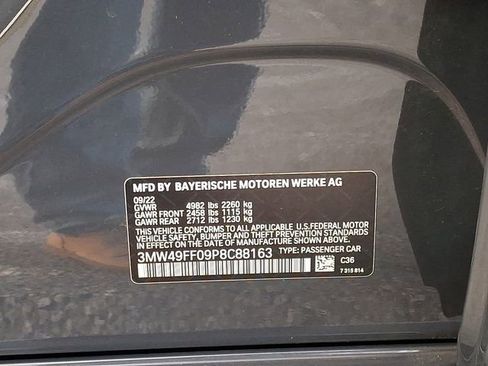 MFD BY BAYERISCHE MOTOREN WERKE AG
09/22
GVWR 4982 lbs 2260 kg
GAWR FRONT 2458 lbs 1115 kg
GAWR REAR 2712 lbs 1230 kg
THIS VEHICLE CONFORMS TO ALL APPLICABLE U.S. FEDERAL MOTOR
VEHICLE SAFETY, BUMPER, AND THEFT PREVENTION STANDARDS
IN EFFECT ON THE DATE OF MANUFACTURE SHOWN ABOVE.
3MW49FF09P8C88163 TYPE: PASSENGER CAR
C36
7 315 814